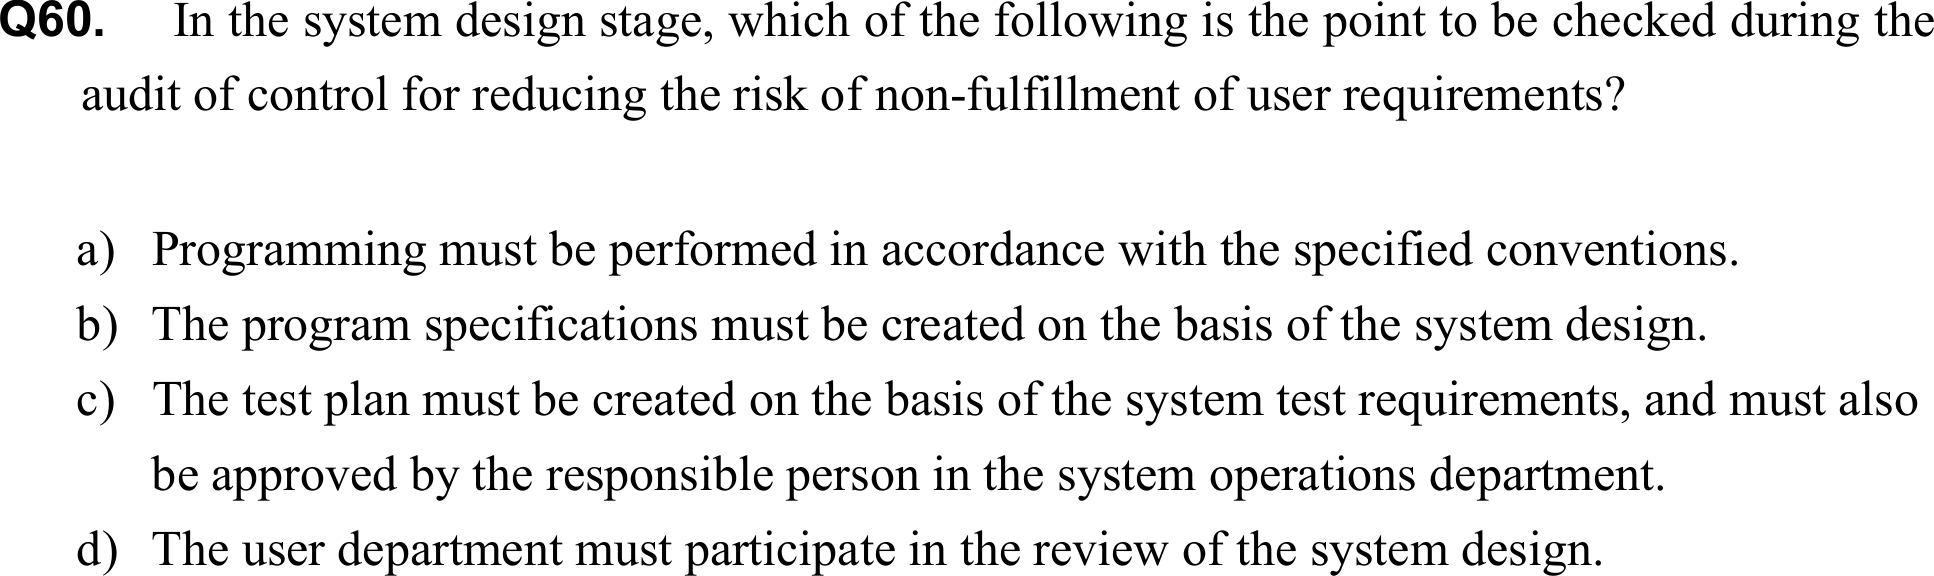 Q60. In the system design stage, which of the following is the point to be checked during the
audit of control for reducing the risk of non-fulfillment of user requirements?
a) Programming must be performed in accordance with the specified conventions.
b) The program specifications must be created on the basis of the system design.
c) The test plan must be created on the basis of the system test requirements, and must also
be approved by the responsible person in the system operations department.
d) The user department must participate in the review of the system design.